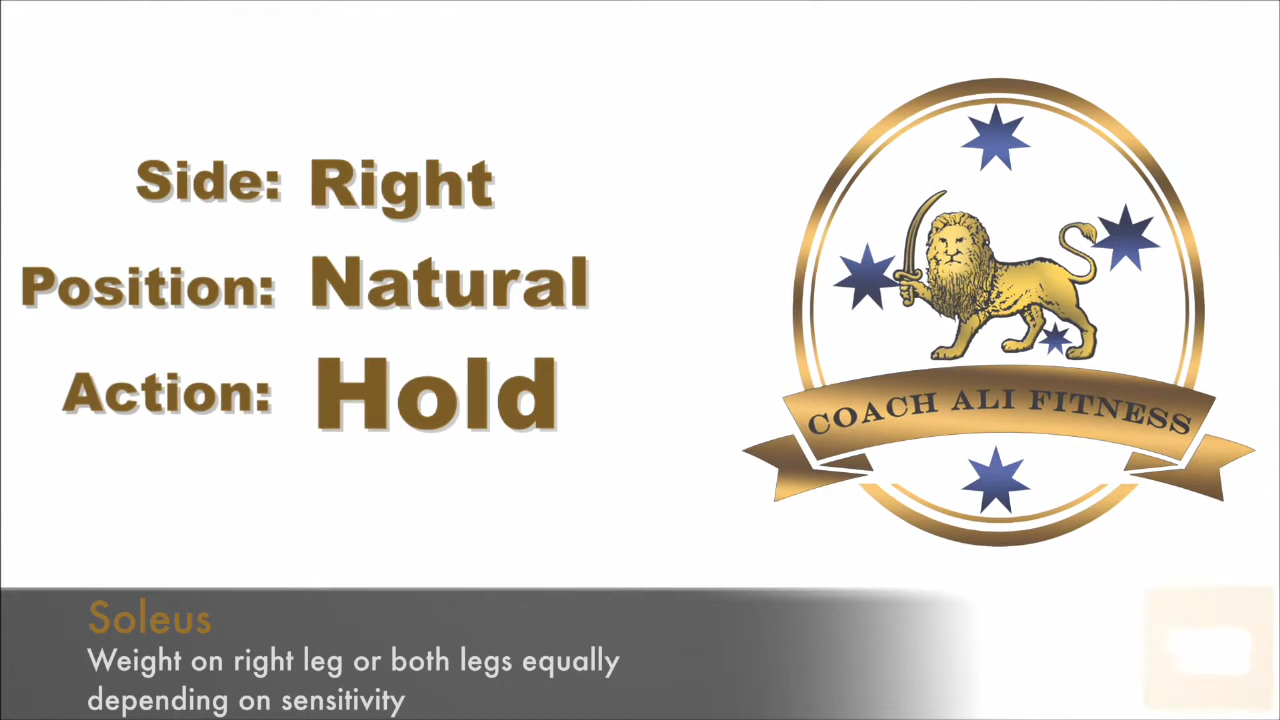 Side: Right
Position: Natural
Action: Hold
COACH ALI FITNESS
Soleus
Weight on right leg or both legs equally
depending on sensitivity